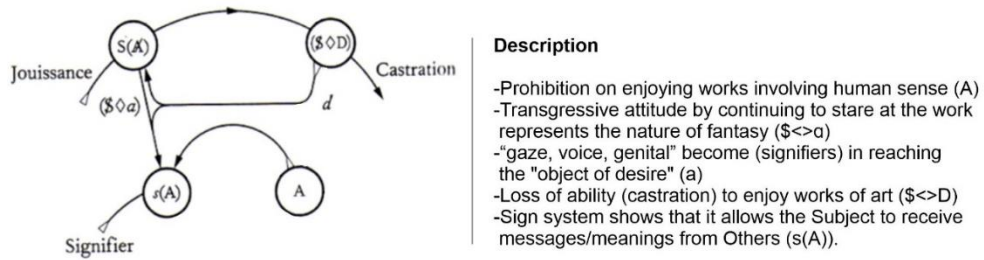 S(Ⱥ)
($◊D)
Jouissance
Castration
($◊a)
d
s(A)
A
Signifier
Description
-Prohibition on enjoying works involving human sense (A)
-Transgressive attitude by continuing to stare at the work
represents the nature of fantasy ($<>ɑ)
-“gaze, voice, genital” become (signifiers) in reaching
the "object of desire" (a)
-Loss of ability (castration) to enjoy works of art ($<>D)
-Sign system shows that it allows the Subject to receive
messages/meanings from Others (s(A)).